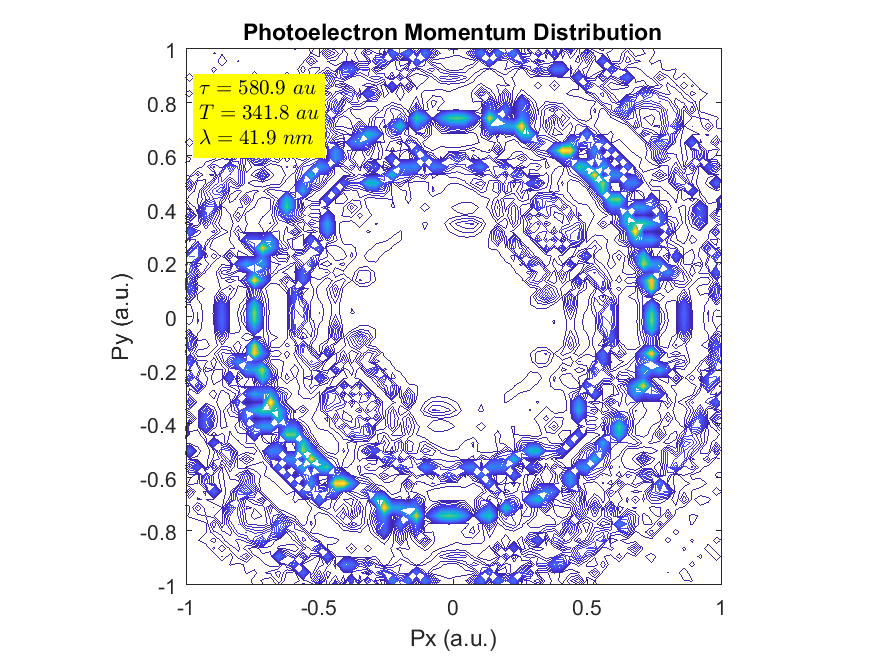 Photoelectron Momentum Distribution
τ = 580.9 au
T = 341.8 au
λ = 41.9 nm
1
0.8
0.6
0.4
0.2
0
-0.2
-0.4
-0.6
-0.8
-1
Py (a.u.)
-1
-0.5
0
0.5
1
Px (a.u.)